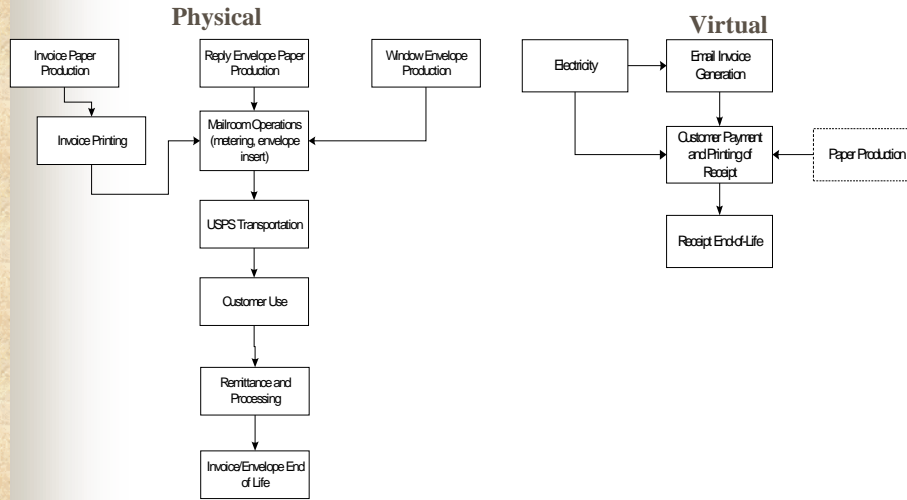 Physical
Virtual
Invoice Paper
Production
Reply Envelope Paper
Production
Window Envelope
Production
Invoice Printing
Mailroom Operations
(metering, envelope
insert)
USPS Transportation
Customer Use
Remittance and
Processing
Invoice/Envelope End
of Life
Electricity
Email Invoice
Generation
Customer Payment
and Printing of
Receipt
Paper Production
Receipt End-of-Life